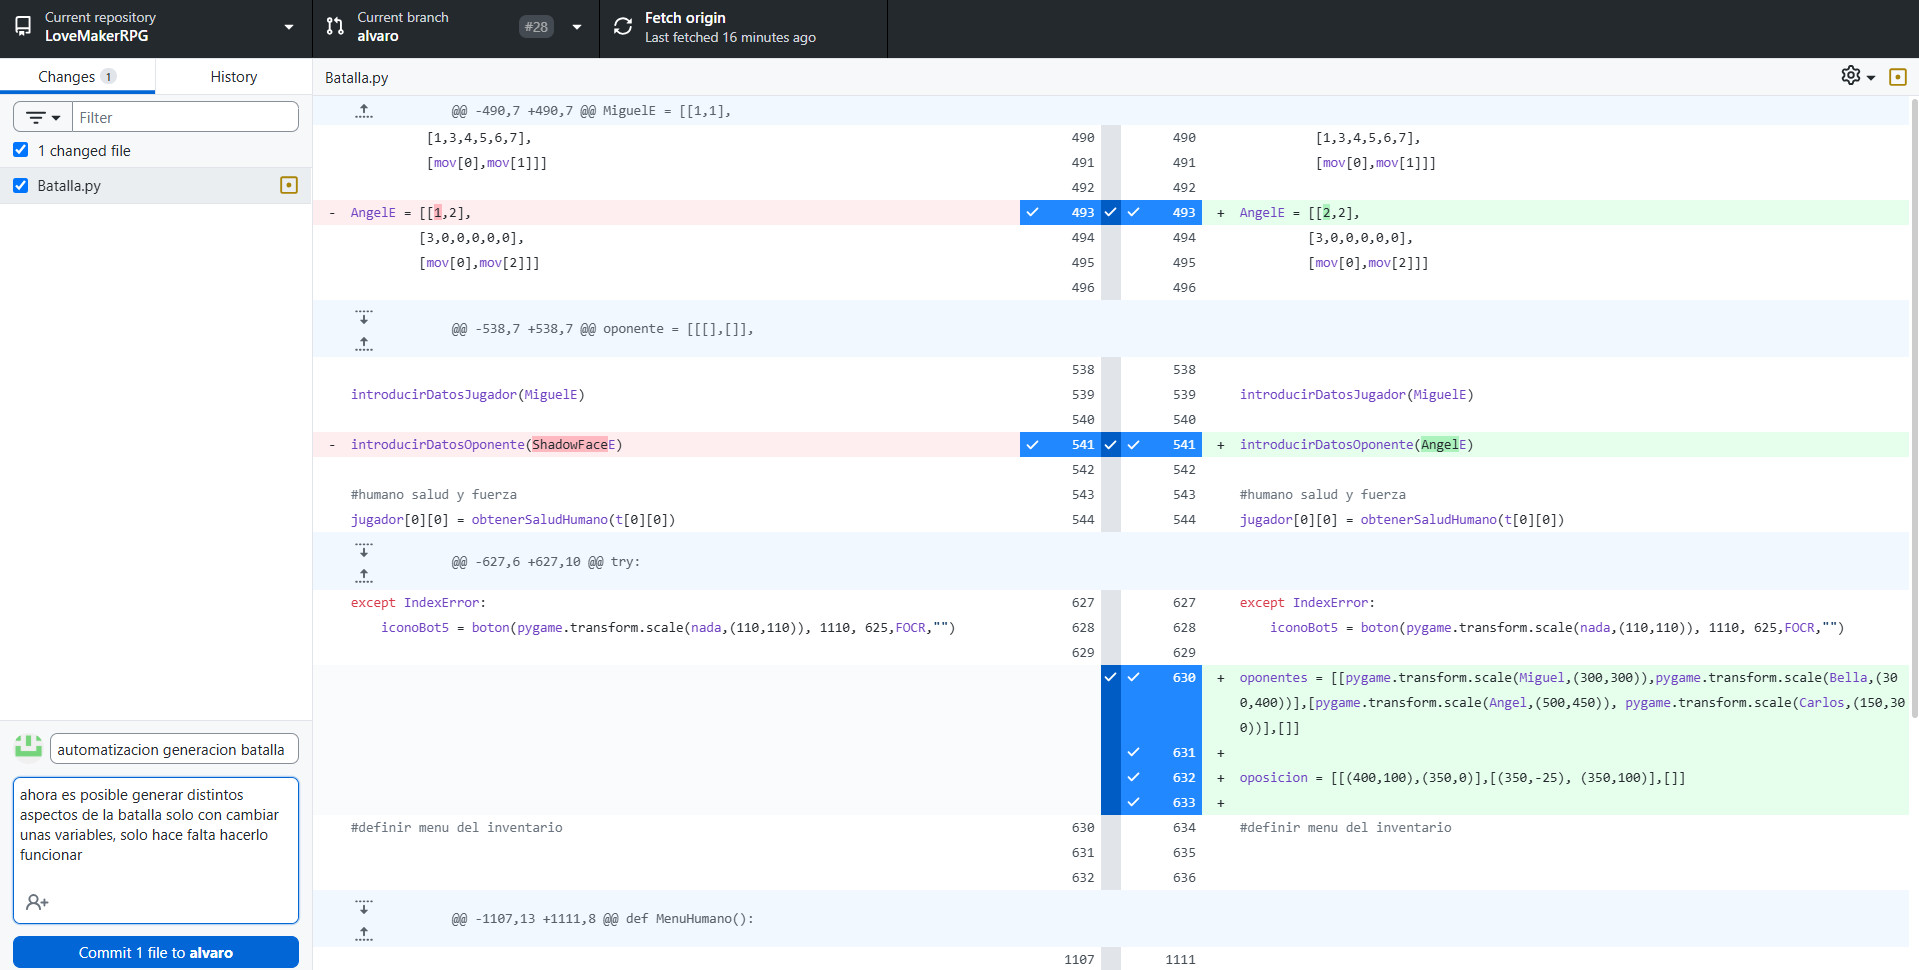 Current repository
LoveMakerRPG
Current branch
alvaro
#28
Fetch origin
Last fetched 16 minutes ago
Changes 1
History
Filter
1 changed file
Batalla.py
Batalla.py
@@ -490,7 +490,7 @@ MiguelE = [[1,1],
[1,3,4,5,6,7], 490 490 [1,3,4,5,6,7],
[mov[0],mov[1]]] 491 491 [mov[0],mov[1]]]
492 492
- AngelE = [[1,2], 493 493 + AngelE = [[2,2],
[3,0,0,0,0,0], 494 494 [3,0,0,0,0,0],
[mov[0],mov[2]]] 495 495 [mov[0],mov[2]]]
496 496
@@ -538,7 +538,7 @@ oponente = [[[],[]],
538 538
introducirDatosJugador(MiguelE) 539 539 introducirDatosJugador(MiguelE)
540 540
- introducirDatosOponente(ShadowFaceE) 541 541 + introducirDatosOponente(AngelE)
542 542
#humano salud y fuerza 543 543 #humano salud y fuerza
jugador[0][0] = obtenerSaludHumano(t[0][0]) 544 544 jugador[0][0] = obtenerSaludHumano(t[0][0])
@@ -627,6 +627,10 @@ try:
except IndexError: 627 627 except IndexError:
iconoBot5 = boton(pygame.transform.scale(nada,(110,110)), 1110, 625,FOCR,"") 628 628 iconoBot5 = boton(pygame.transform.scale(nada,(110,110)), 1110, 625,FOCR,"")
629 629
630 + oponentes = [[pygame.transform.scale(Miguel,(300,300)),pygame.transform.scale(Bella,(30
0,400))],[pygame.transform.scale(Angel,(500,450)), pygame.transform.scale(Carlos,(150,30
0))],[]]
631 +
632 + oposicion = [[(400,100),(350,0)],[(350,-25), (350,100)],[]]
633 +
#definir menu del inventario 630 634 #definir menu del inventario
631 635
632 636
@@ -1107,13 +1111,8 @@ def MenuHumano():
1107 1111
automatizacion generacion batalla
ahora es posible generar distintos
aspectos de la batalla solo con cambiar
unas variables, solo hace falta hacerlo
funcionar
Commit 1 file to alvaro